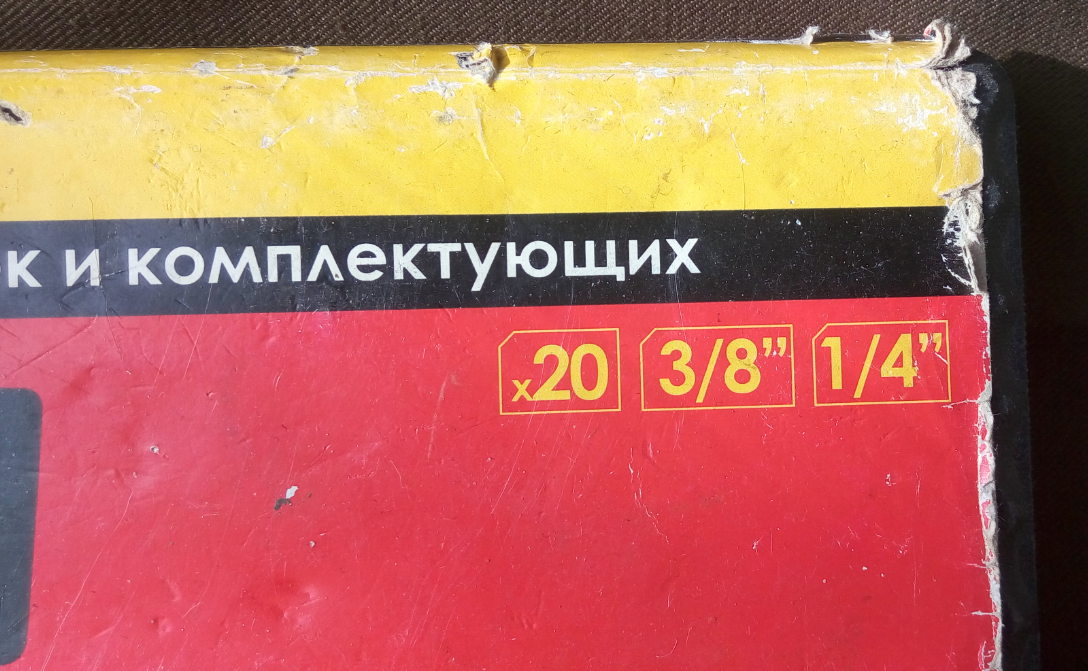 к и комплектующих
x20 3/8” 1/4”